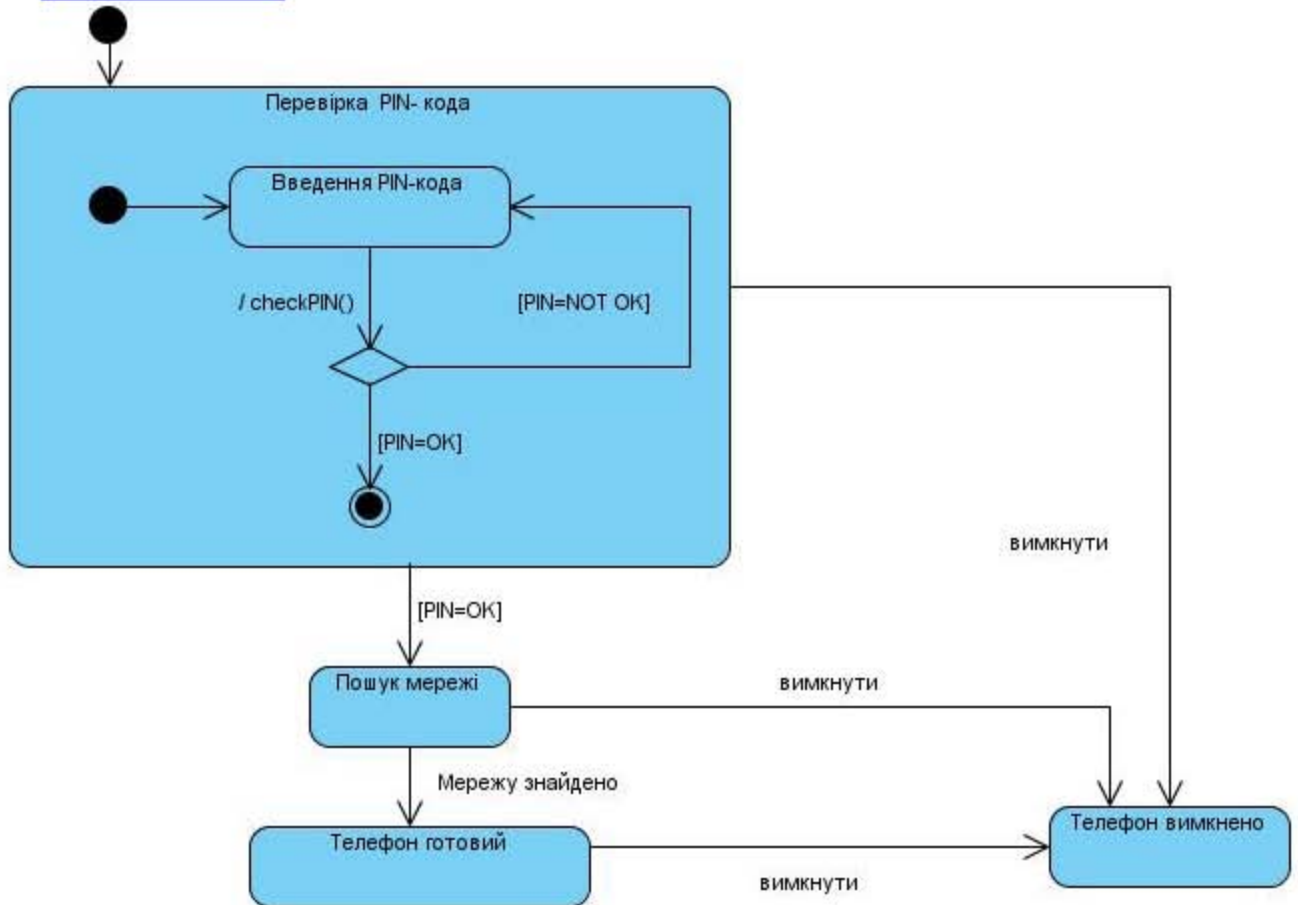 Перевірка PIN- кода
Введення PIN-кода
/ checkPIN()
[PIN=NOT OK]
[PIN=OK]
вимкнути
[PIN=OK]
Пошук мережі
вимкнути
Мережу знайдено
Телефон готовий
Телефон вимкнено
вимкнути